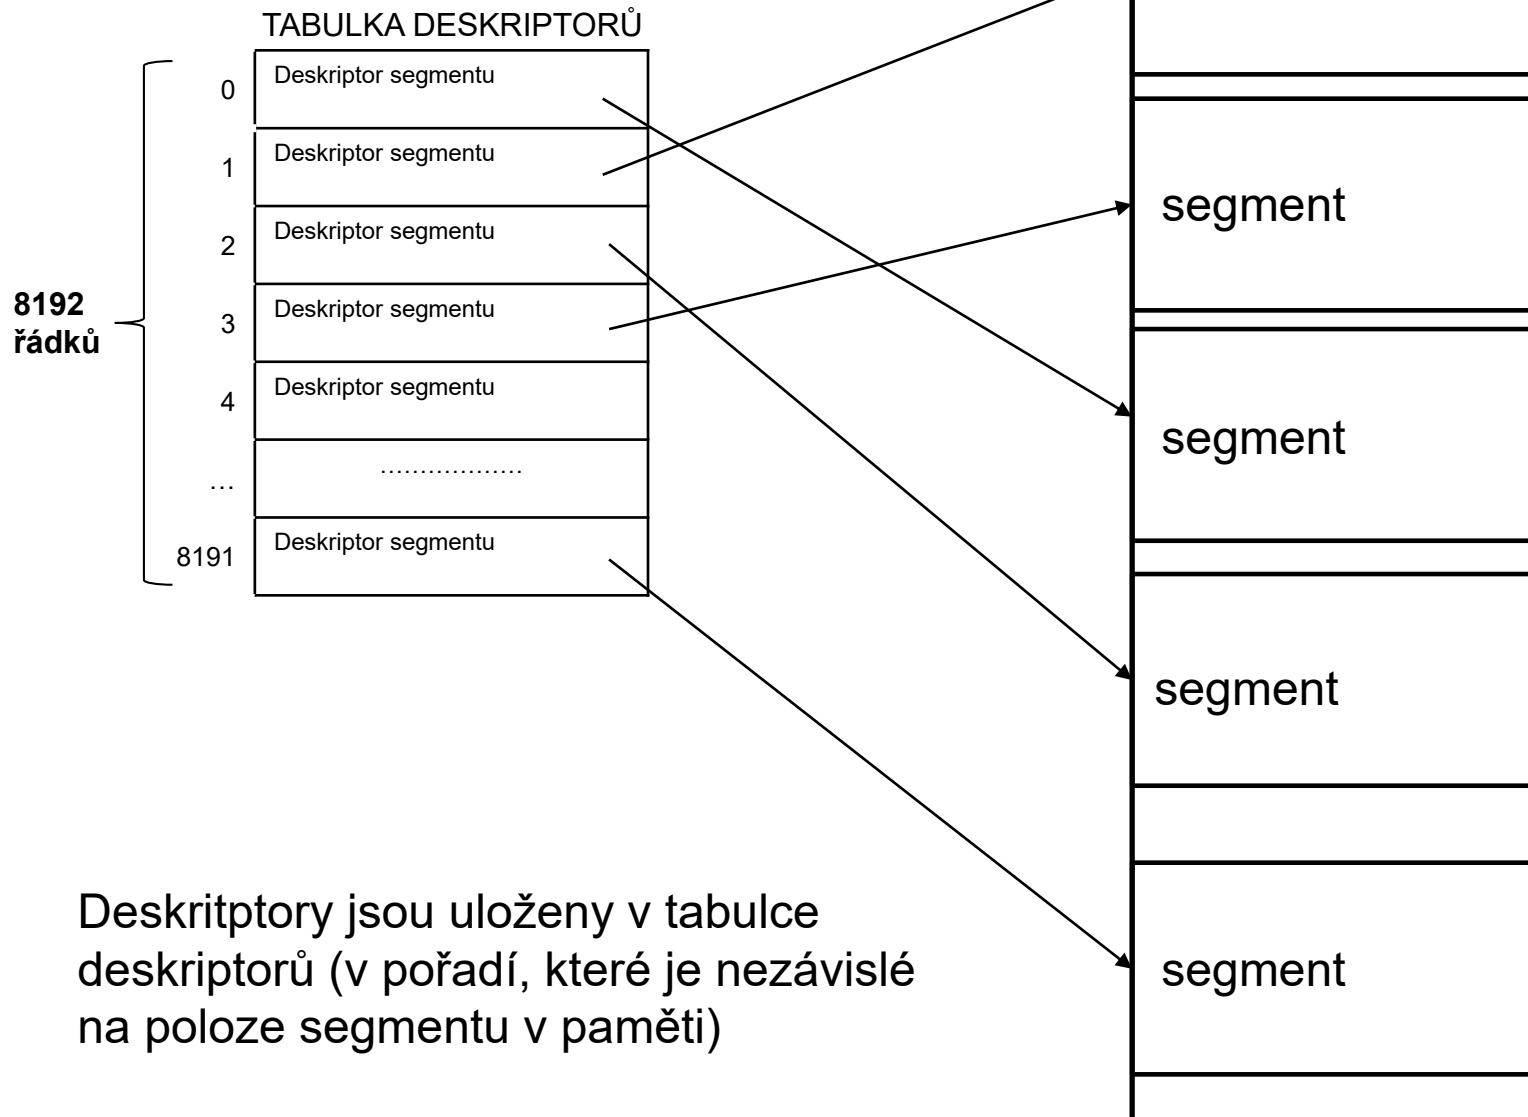 TABULKA DESKRIPTORŮ
0
Deskriptor segmentu
1
Deskriptor segmentu
2
Deskriptor segmentu
3
Deskriptor segmentu
4
Deskriptor segmentu
…
………………
8191
Deskriptor segmentu
8192
řádků
segment
segment
segment
segment
Deskritptory jsou uloženy v tabulce
deskriptorů (v pořadí, které je nezávislé
na poloze segmentu v paměti)